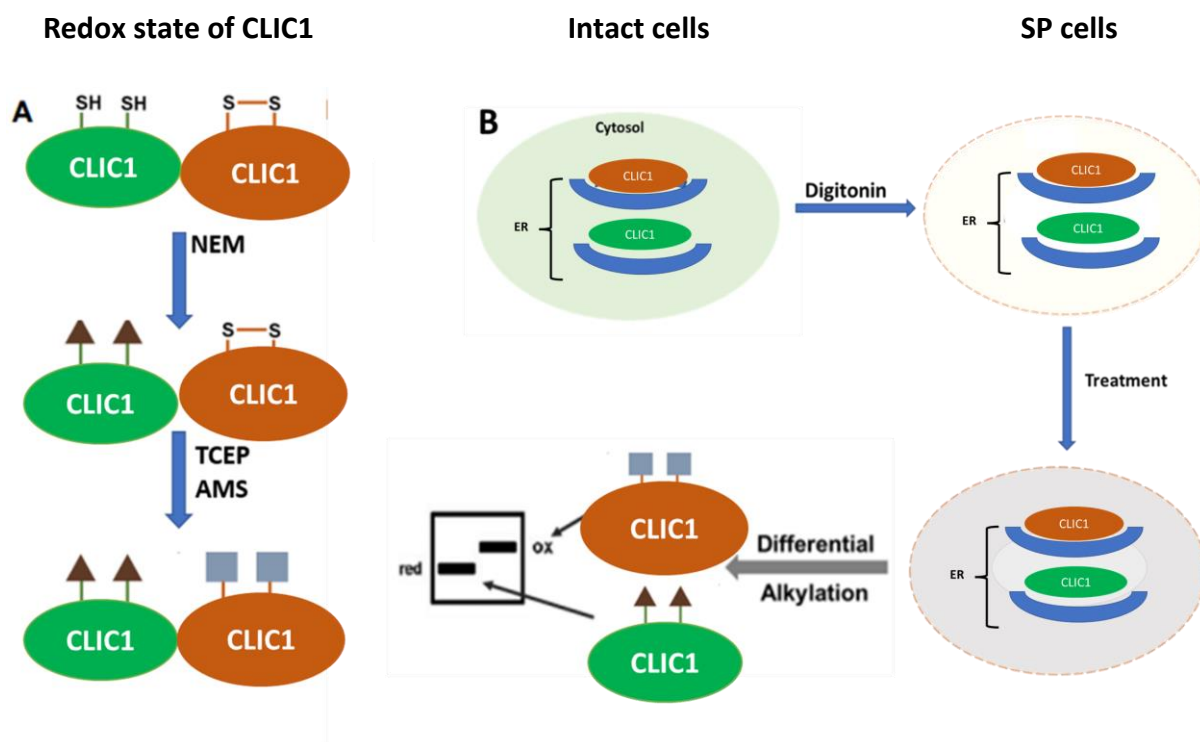 Redox state of CLIC1
Intact cells
SP cells
A
SH SH
S S
CLIC1
CLIC1
NEM
S S
CLIC1
CLIC1
TCEP
AMS
CLIC1
CLIC1
B
Cytosol
CLIC1
ER
CLIC1
Digitonin
CLIC1
ER
CLIC1
Treatment
CLIC1
ER
CLIC1
Differential
Alkylation
CLIC1
ox
red
CLIC1